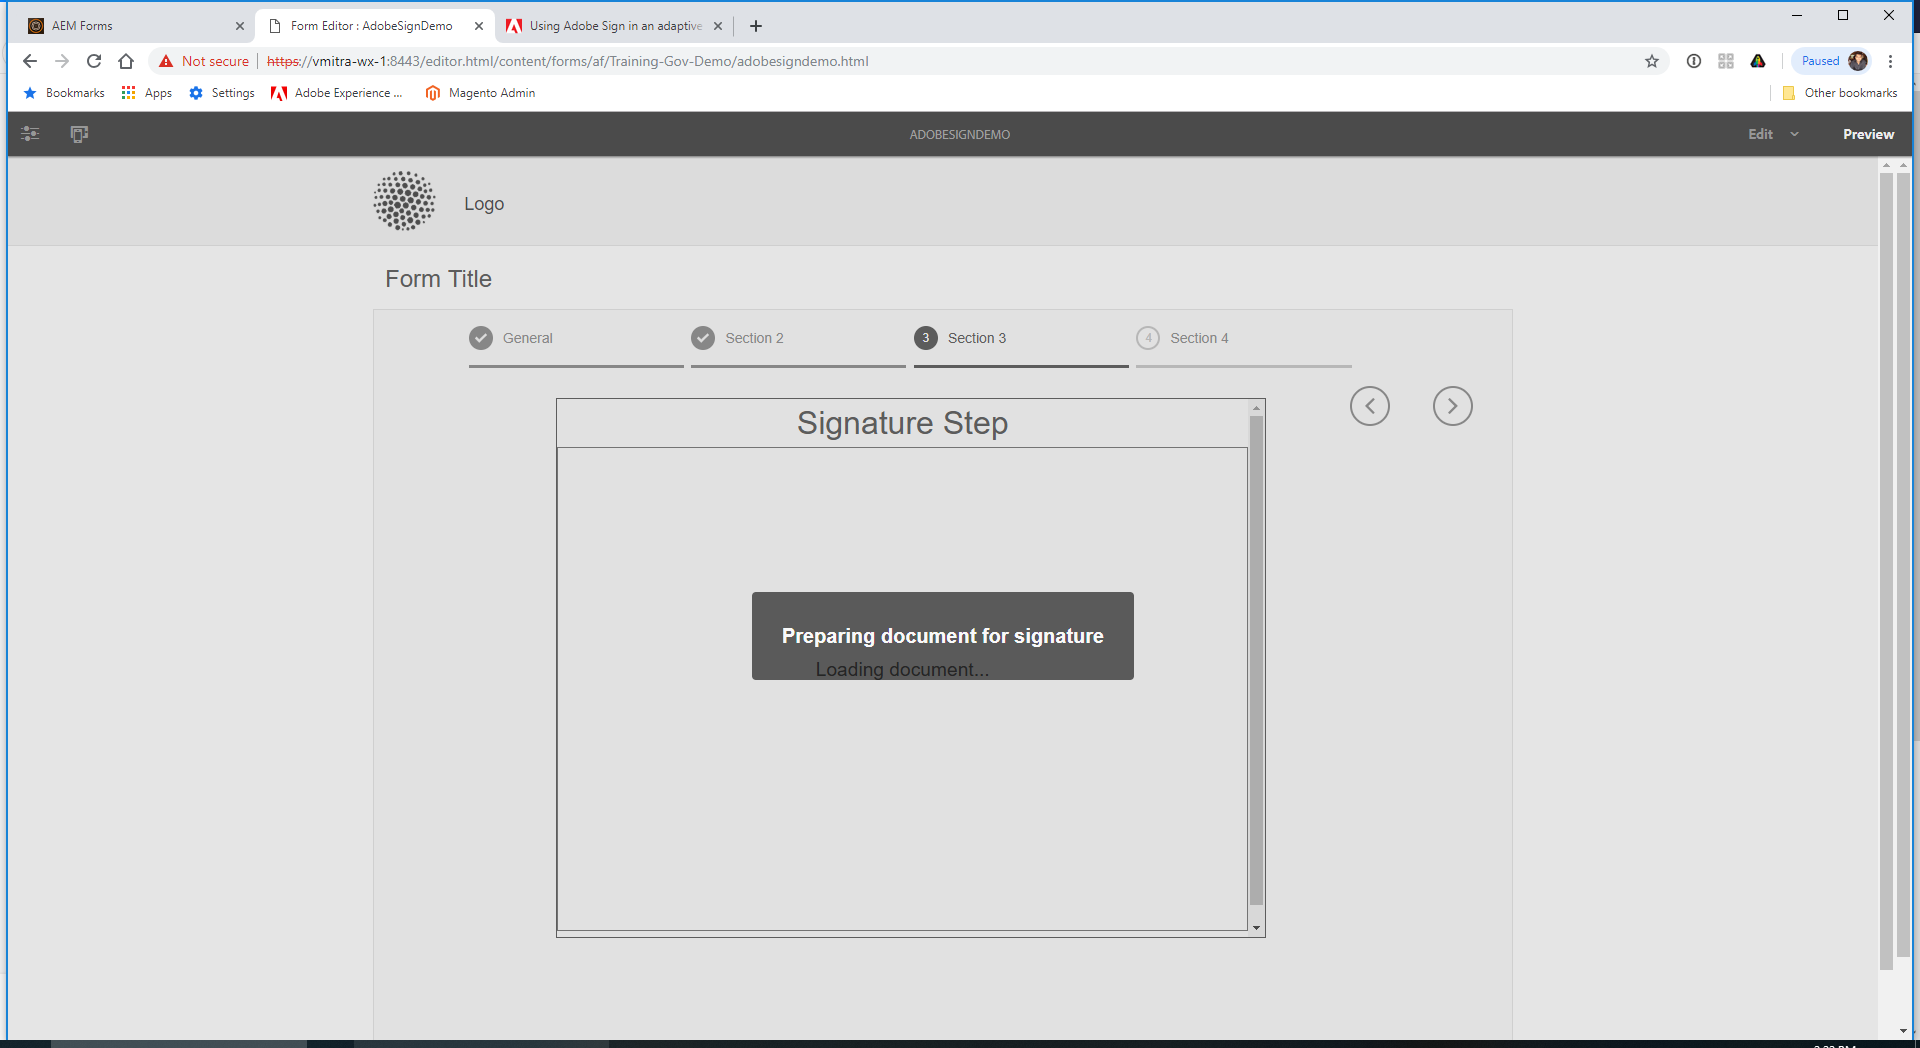 AEM Forms
Form Editor : AdobeSignDemo
Using Adobe Sign in an adaptive
Not secure
https://vmitra-wx-1:8443/editor.html/content/forms/af/Training-Gov-Demo/adobesigndemo.html
Paused
Bookmarks
Apps
Settings
Adobe Experience ...
Magento Admin
Other bookmarks
ADOBESIGNDEMO
Edit
Preview
Logo
Form Title
General
Section 2
3
Section 3
4
Section 4
Signature Step
Preparing document for signature
Loading document...